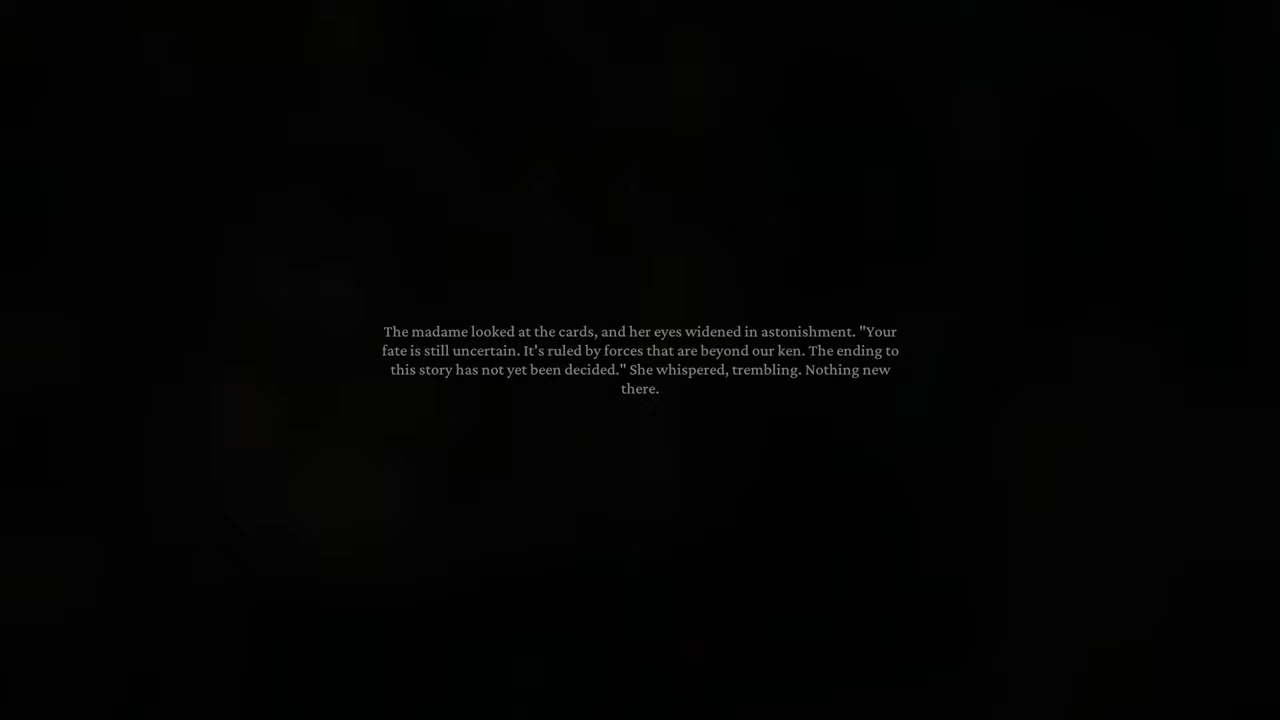 The madame looked at the cards, and her eyes widened in astonishment. "Your
fate is still uncertain. It's ruled by forces that are beyond our ken. The ending to
this story has not yet been decided." She whispered, trembling. Nothing new
there.